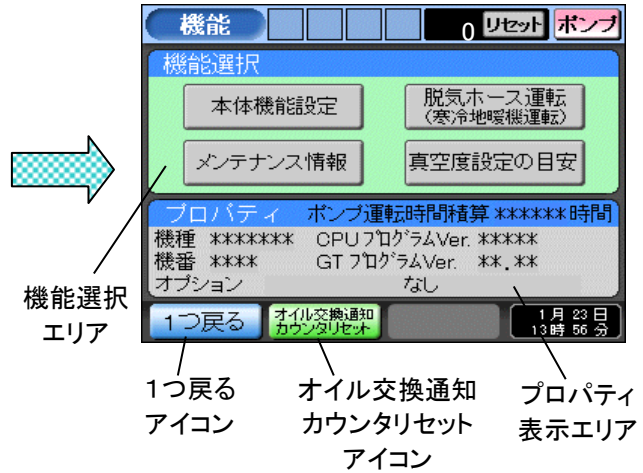 機能
0 リセット ポンプ
機能選択
本体機能設定
脱気ホース運転
(寒冷地暖機運転)
メンテナンス情報
真空度設定の目安
プロパティ ポンプ運転時間積算 ******時間
機種 ******* CPUプログラムVer. *****
機番 **** GTプログラムVer. **.**
オプション なし
1つ戻る
オイル交換通知
カウンタリセット
1月 23日
13時 56分
機能選択
エリア
1つ戻る
アイコン
オイル交換通知
カウンタリセット
アイコン
プロパティ
表示エリア